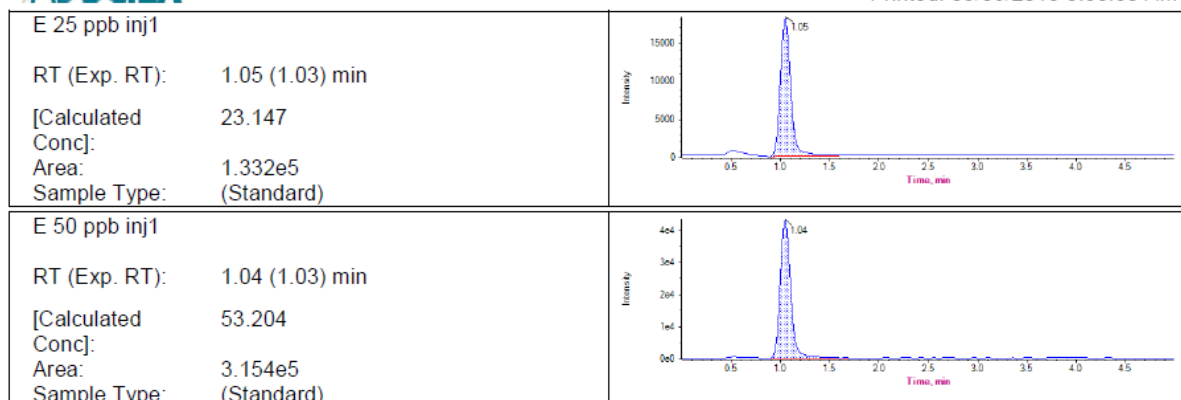 E 25 ppb inj1
RT (Exp. RT): 1.05 (1.03) min
[Calculated 23.147
Conc]:
Area: 1.332e5
Sample Type: (Standard)
1.05
15000
10000
5000
0
Intensity
0.5 1.0 1.5 2.0 2.5 3.0 3.5 4.0 4.5
Time, min
E 50 ppb inj1
RT (Exp. RT): 1.04 (1.03) min
[Calculated 53.204
Conc]:
Area: 3.154e5
Sample Type: (Standard)
1.04
4e4
3e4
2e4
1e4
0e0
Intensity
0.5 1.0 1.5 2.0 2.5 3.0 3.5 4.0 4.5
Time, min